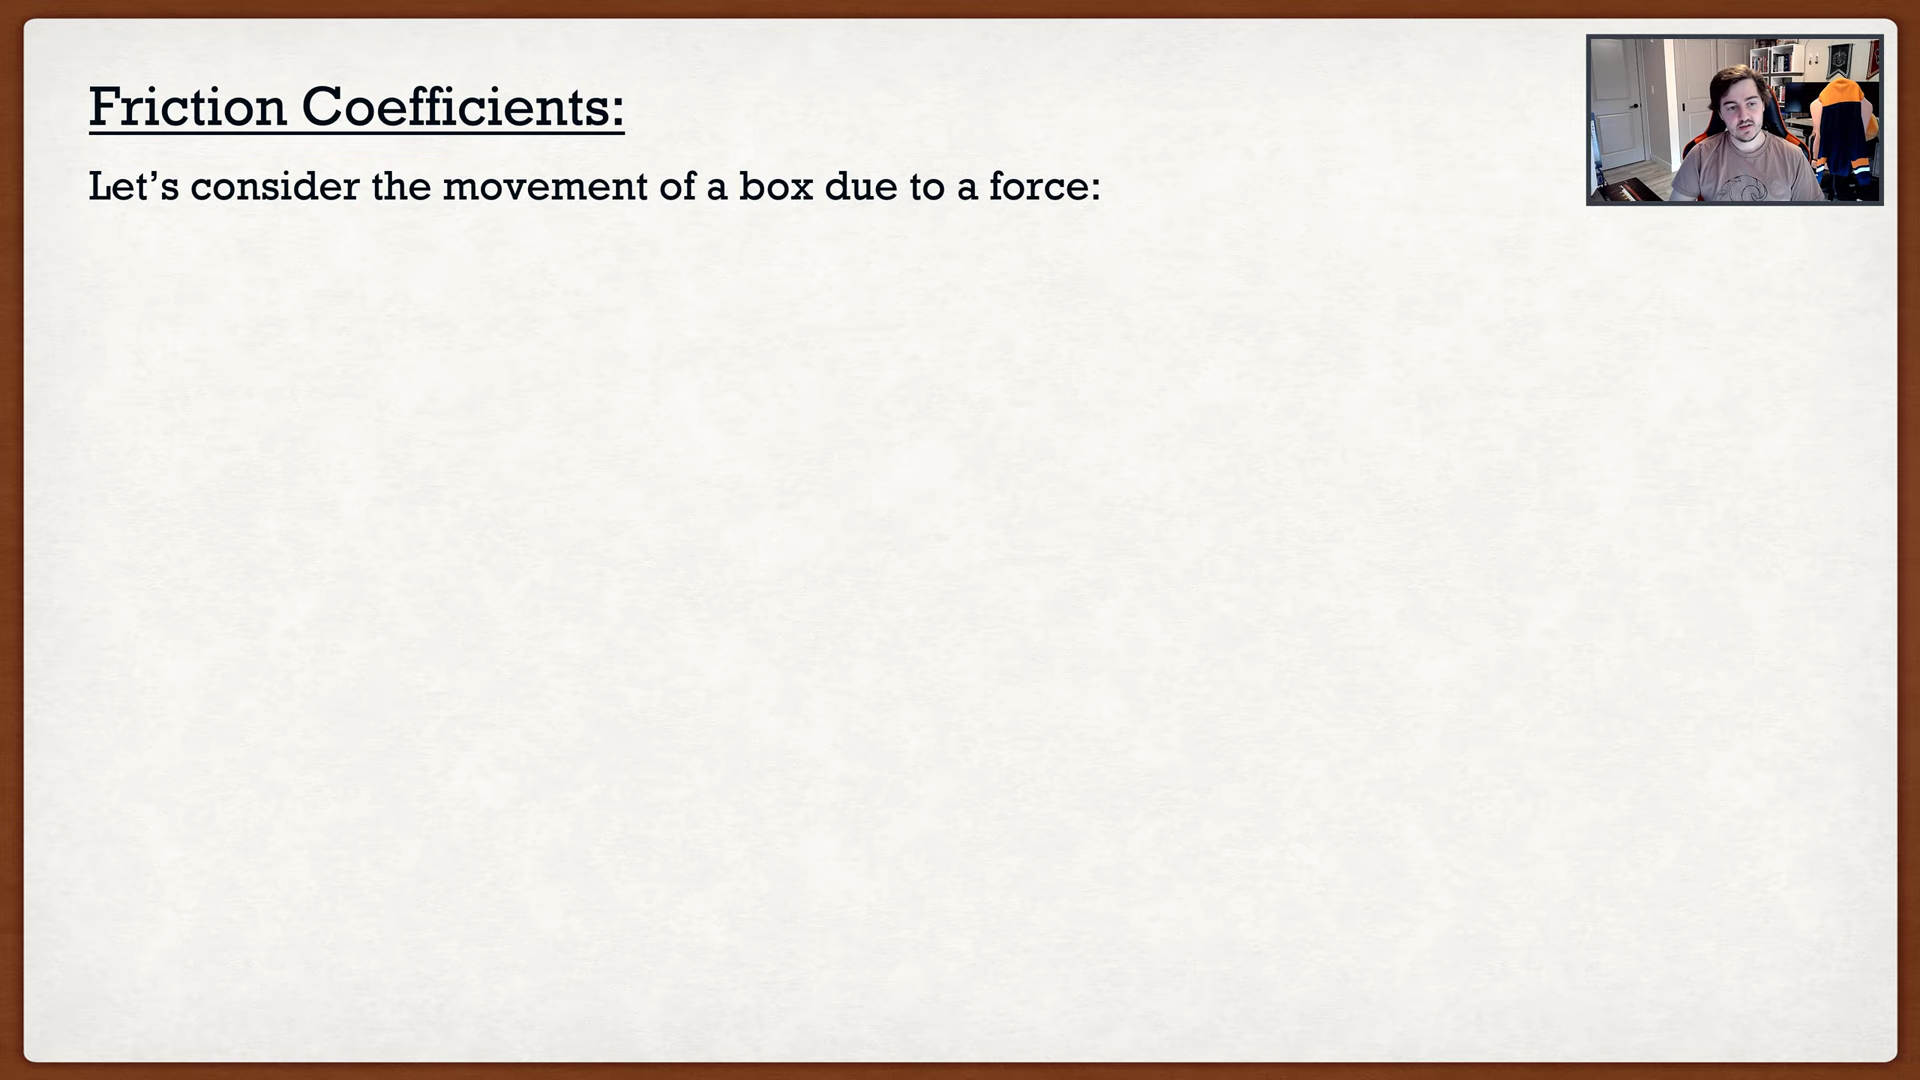 Friction Coefficients:
Let’s consider the movement of a box due to a force: